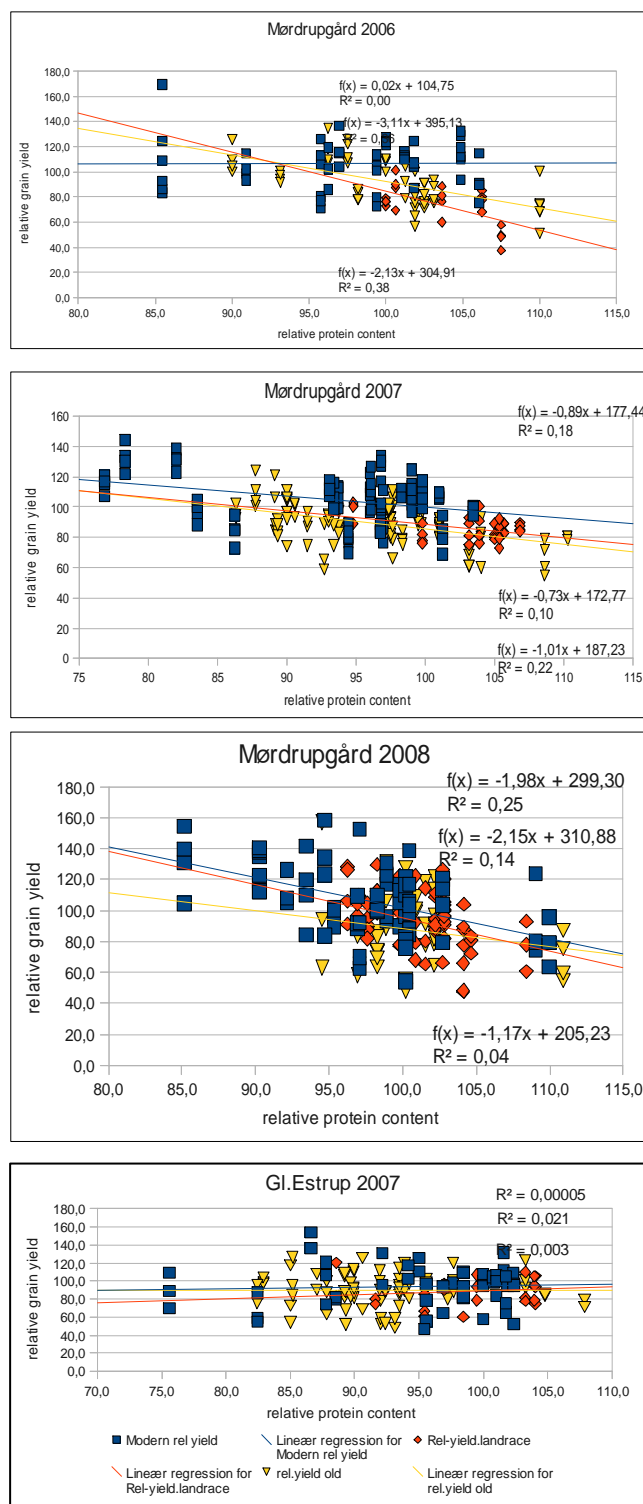 Mørdrupgård 2006
180,0
160,0
140,0
120,0
100,0
80,0
60,0
40,0
20,0
0,0
relative grain yield
f(x) = 0,02x + 104,75
R² = 0,00
f(x) = -3,11x + 395,13
f(x) = -2,13x + 304,91
R² = 0,38
80,0 85,0 90,0 95,0 100,0 105,0 110,0 115,0
relative protein content
Mørdrupgård 2007
160
140
120
100
80
60
40
20
0
relative grain yield
f(x) = -0,89x + 177,44
R² = 0,18
f(x) = -0,73x + 172,77
R² = 0,10
f(x) = -1,01x + 187,23
R² = 0,22
75 80 85 90 95 100 105 110 115
relative protein content
Mørdrupgård 2008
180,0
160,0
140,0
120,0
100,0
80,0
60,0
40,0
20,0
0,0
relative grain yield
f(x) = -1,98x + 299,30
R² = 0,25
f(x) = -2,15x + 310,88
R² = 0,14
f(x) = -1,17x + 205,23
R² = 0,04
80,0 85,0 90,0 95,0 100,0 105,0 110,0 115,0
relative protein content
Gl.Estrup 2007
180,0
160,0
140,0
120,0
100,0
80,0
60,0
40,0
20,0
0,0
relative grain yield
R² = 0,00005
R² = 0,021
R² = 0,003
70,0 75,0 80,0 85,0 90,0 95,0 100,0 105,0 110,0
relative protein content
Modern rel yield Lineær regression for Modern rel yield Rel-yield.landrace
Lineær regression for Rel-yield.landrace rel.yield old Lineær regression for rel.yield old